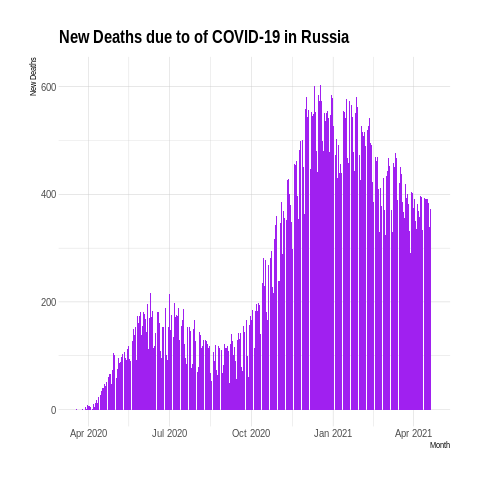 New Deaths due to of COVID-19 in Russia
New Deaths
600
400
200
0
Apr 2020 Jul 2020 Oct 2020 Jan 2021 Apr 2021
Month